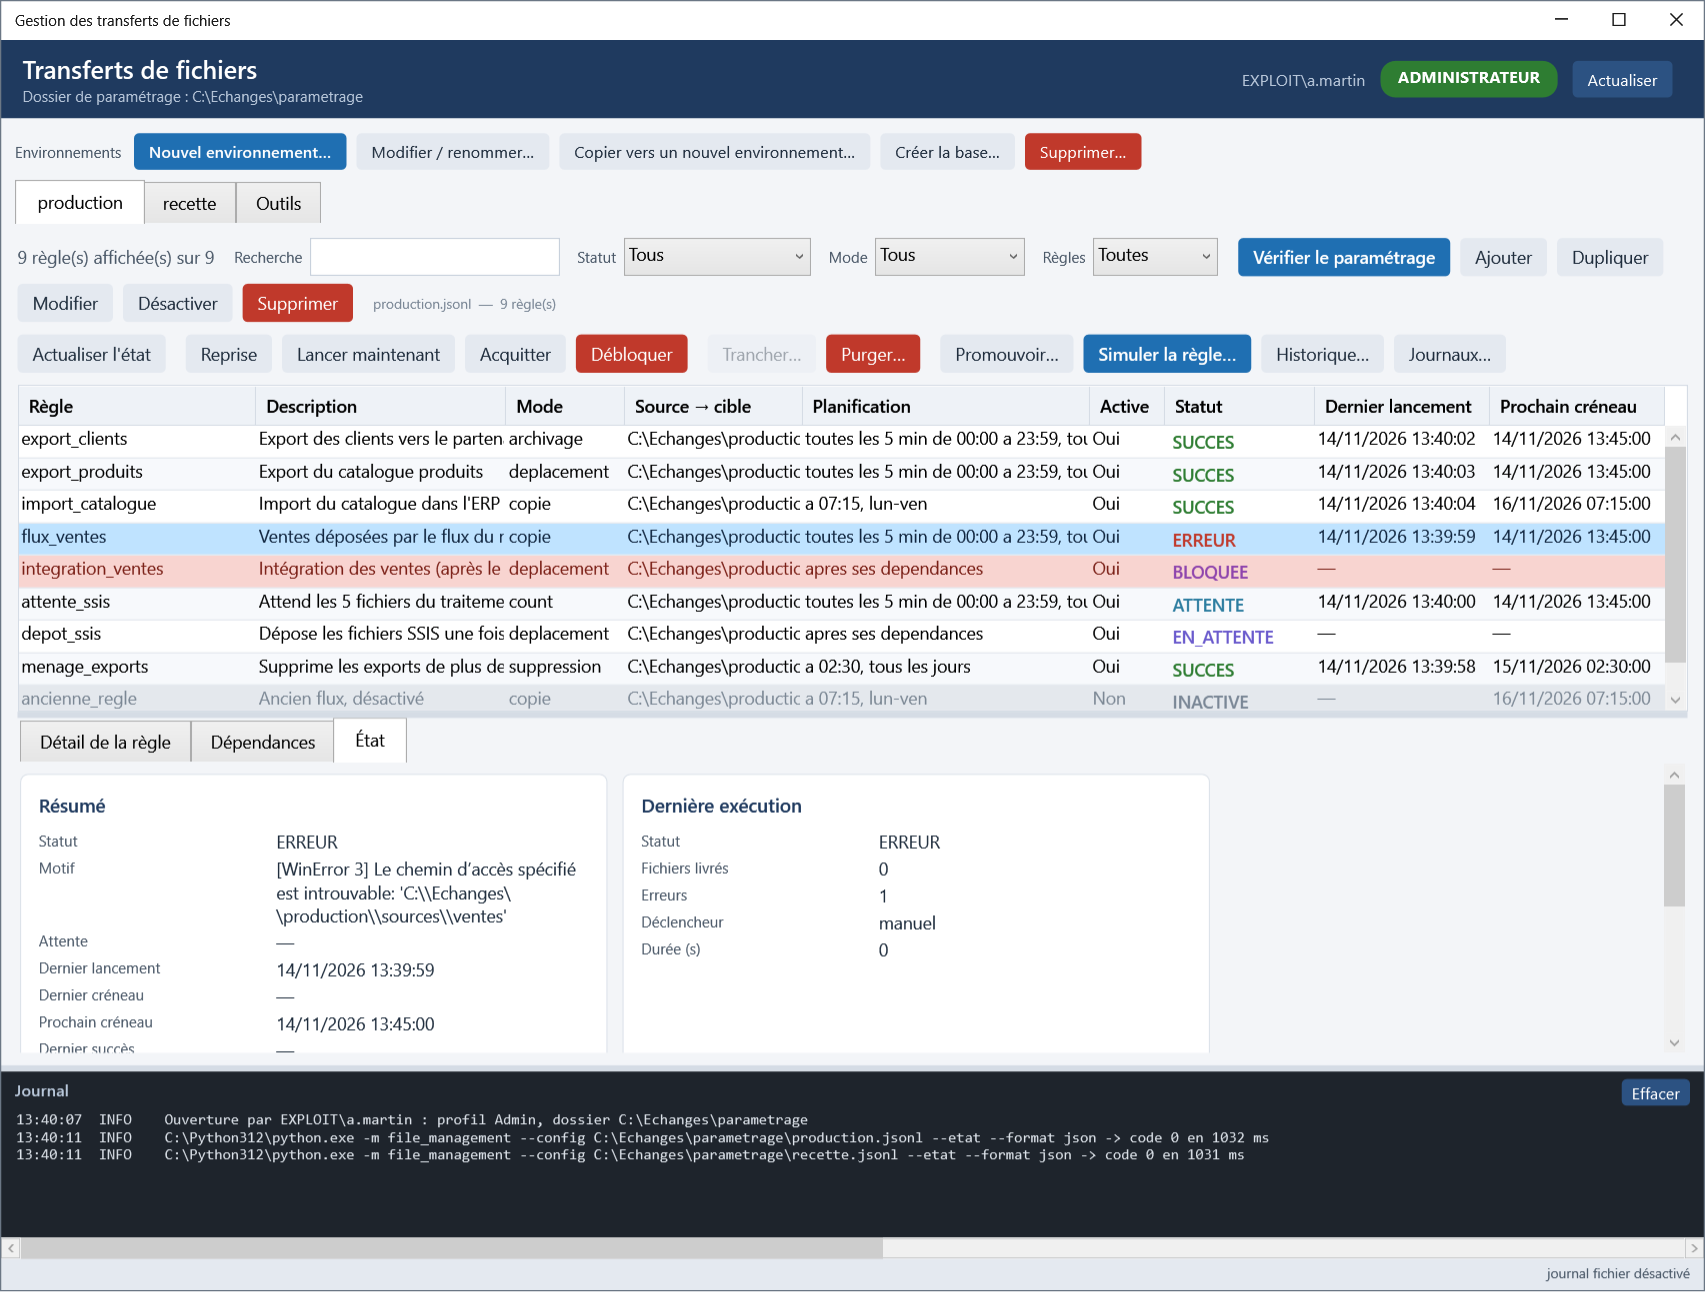 Gestion des transferts de fichiers
Transferts de fichiers
Dossier de paramétrage : C:\Echanges\parametrage
EXPLOIT\a.martin
ADMINISTRATEUR
Actualiser
Environnements
Nouvel environnement...
Modifier / renommer...
Copier vers un nouvel environnement...
Créer la base...
Supprimer...
production
recette
Outils
9 règle(s) affichée(s) sur 9
Recherche
Statut
Tous
Mode
Tous
Règles
Toutes
Vérifier le paramétrage
Ajouter
Dupliquer
Modifier
Désactiver
Supprimer
production.jsonl — 9 règle(s)
Actualiser l'état
Reprise
Lancer maintenant
Acquitter
Débloquer
Trancher...
Purger...
Promouvoir...
Simuler la règle...
Historique...
Journaux...
Règle Description Mode Source → cible Planification Active Statut Dernier lancement Prochain créneau
export_clients Export des clients vers le parten archivage C:\Echanges\productic toutes les 5 min de 00:00 a 23:59, tou Oui SUCCES 14/11/2026 13:40:02 14/11/2026 13:45:00
export_produits Export du catalogue produits deplacement C:\Echanges\productic toutes les 5 min de 00:00 a 23:59, tou Oui SUCCES 14/11/2026 13:40:03 14/11/2026 13:45:00
import_catalogue Import du catalogue dans l'ERP copie C:\Echanges\productic a 07:15, lun-ven Oui SUCCES 14/11/2026 13:40:04 16/11/2026 07:15:00
flux_ventes Ventes déposées par le flux du r copie C:\Echanges\productic toutes les 5 min de 00:00 a 23:59, tou Oui ERREUR 14/11/2026 13:39:59 14/11/2026 13:45:00
integration_ventes Intégration des ventes (après le deplacement C:\Echanges\productic apres ses dependances Oui BLOQUEE — —
attente_ssis Attend les 5 fichiers du traiteme count C:\Echanges\productic toutes les 5 min de 00:00 a 23:59, tou Oui ATTENTE 14/11/2026 13:40:00 14/11/2026 13:45:00
depot_ssis Dépose les fichiers SSIS une fois deplacement C:\Echanges\productic apres ses dependances Oui EN_ATTENTE — —
menage_exports Supprime les exports de plus de suppression C:\Echanges\productic a 02:30, tous les jours Oui SUCCES 14/11/2026 13:39:58 15/11/2026 02:30:00
ancienne_regle Ancien flux, désactivé copie C:\Echanges\productic a 07:15, lun-ven Non INACTIVE — 16/11/2026 07:15:00
Détail de la règle
Dépendances
État
Résumé
Statut ERREUR
Motif [WinError 3] Le chemin d’accès spécifié
est introuvable: 'C:\\Echanges\
\production\\sources\\ventes'
Attente —
Dernier lancement 14/11/2026 13:39:59
Dernier créneau —
Prochain créneau 14/11/2026 13:45:00
Dernier succès —
Dernière exécution
Statut ERREUR
Fichiers livrés 0
Erreurs 1
Déclencheur manuel
Durée (s) 0
Journal
Effacer
13:40:07 INFO Ouverture par EXPLOIT\a.martin : profil Admin, dossier C:\Echanges\parametrage
13:40:11 INFO C:\Python312\python.exe -m file_management --config C:\Echanges\parametrage\production.jsonl --etat --format json -> code 0 en 1032 ms
13:40:11 INFO C:\Python312\python.exe -m file_management --config C:\Echanges\parametrage\recette.jsonl --etat --format json -> code 0 en 1031 ms
journal fichier désactivé